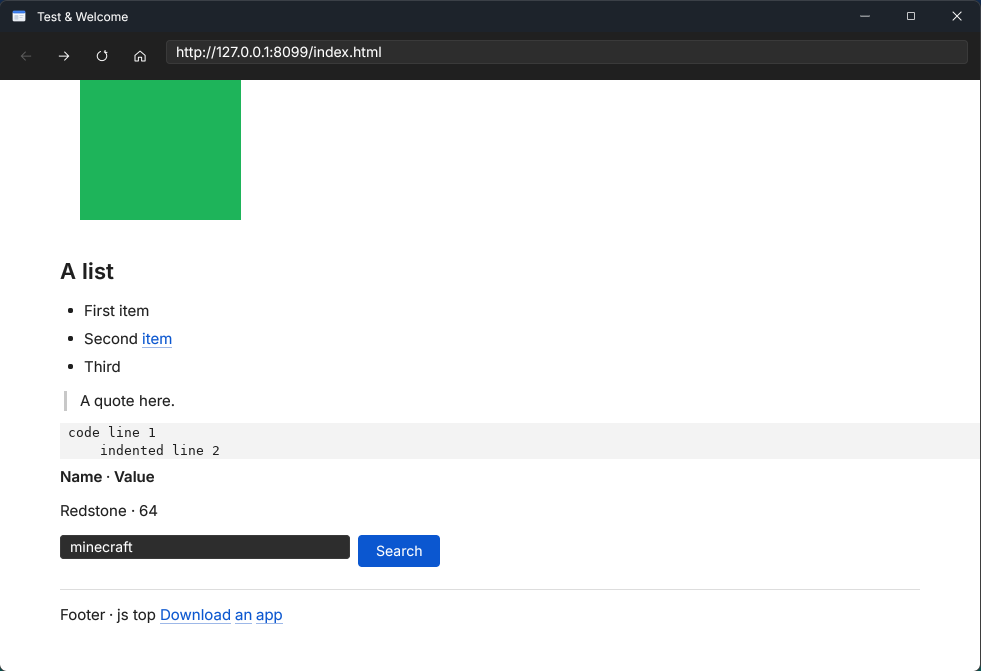 Test & Welcome
http://127.0.0.1:8099/index.html
A list
First item
Second item
Third
A quote here.
code line 1
    indented line 2
Name · Value
Redstone · 64
minecraft Search
Footer · js top Download an app